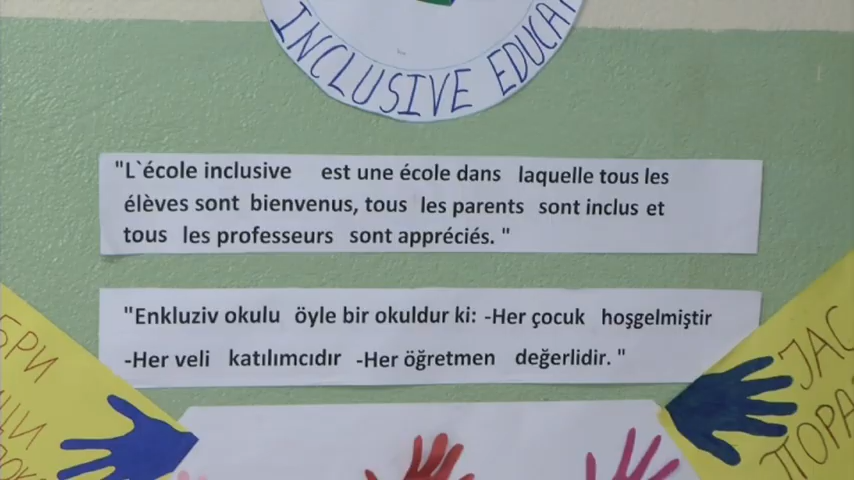 INCLUSIVE
"L`école inclusive est une école dans laquelle tous les
élèves sont bienvenus, tous les parents sont inclus et
tous les professeurs sont appréciés. "
"Enkluziv okulu öyle bir okuldur ki: -Her çocuk hoşgelmiştir
-Her veli katılımcıdır -Her öğretmen değerlidir. "